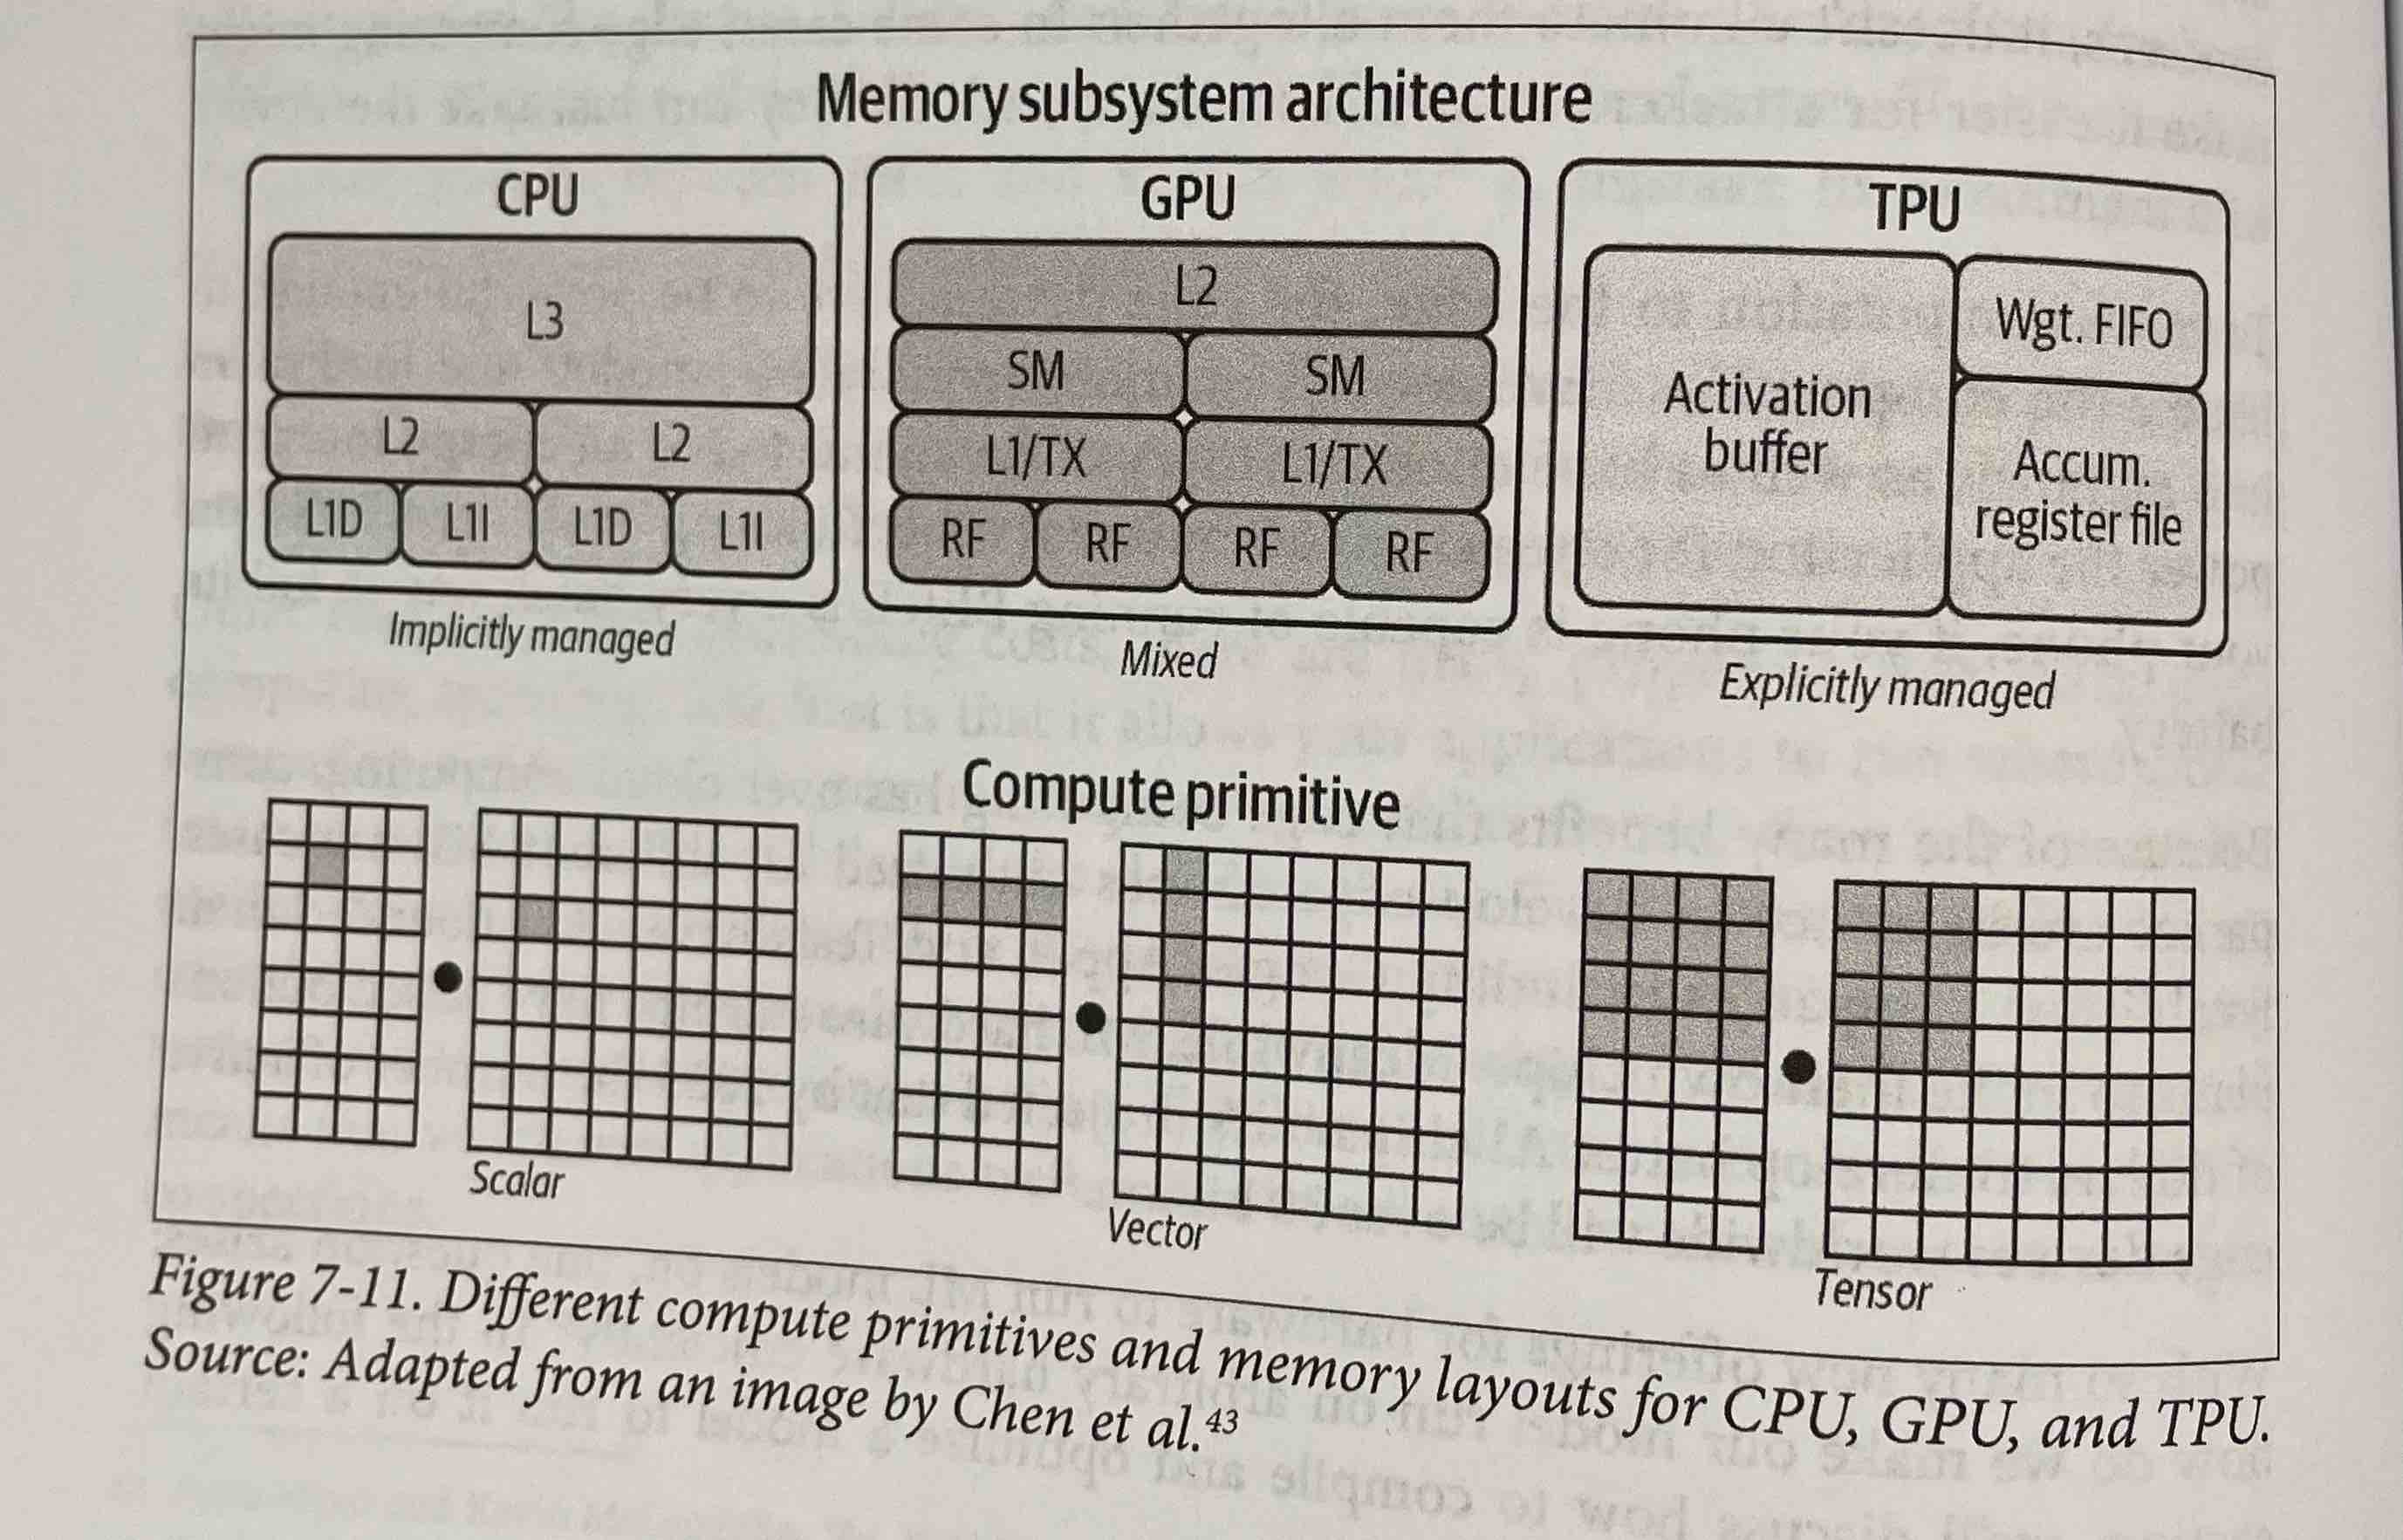 Memory subsystem architecture
CPU
L3
L2 L2
L1D L1I L1D L1I
Implicitly managed
GPU
L2
SM SM
L1/TX L1/TX
RF RF RF RF
Mixed
TPU
Activation
buffer
Wgt. FIFO
Accum.
register file
Explicitly managed
Compute primitive
Scalar
Vector
Tensor
Figure 7-11. Different compute primitives and memory layouts for CPU, GPU, and TPU.
Source: Adapted from an image by Chen et al.⁴³